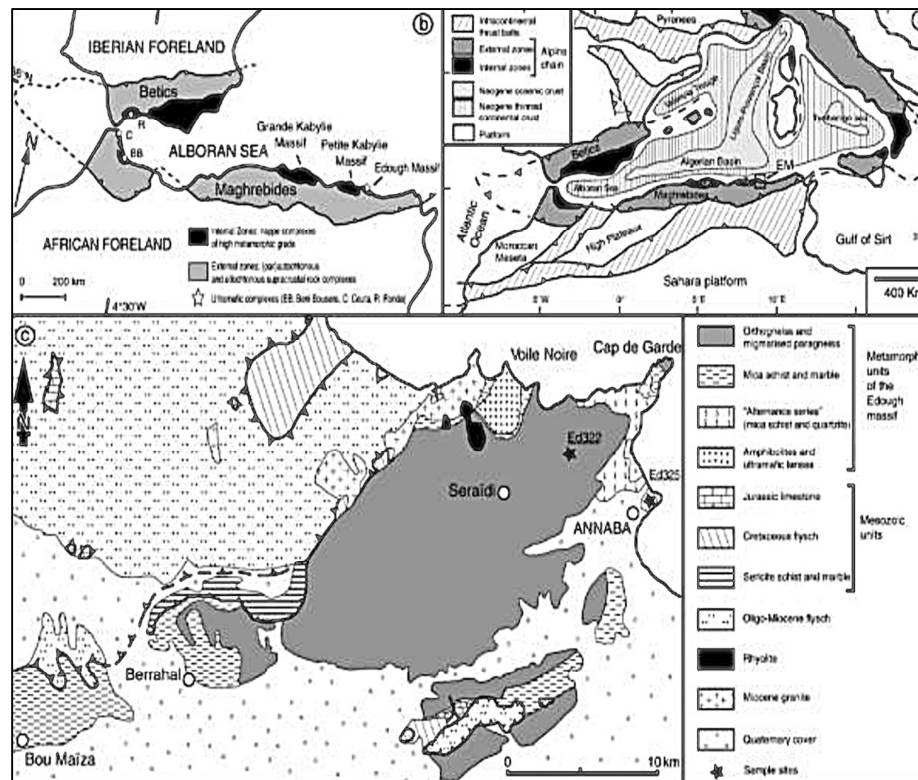 b
IBERIAN FORELAND
Betics
R
C
BB
N
ALBORAN SEA
Grande Kabylie
Massif
Petite Kabylie
Massif
Edough Massif
Maghrebides
AFRICAN FORELAND
Internal Zones: nappe complexes
of high metamorphic grade
External zones: (par)autochtonous
and allochtonous supracrustal rock complexes
Ultramafic complexes (BB. Beni Bousera, C. Ceuta, R. Ronda)
0 200 km
4°30'W
Intracontinental
thrust belts
External zones
Internal zones
Alpine
chain
Neogene oceanic crust
Neogene thinned
continental crust
Platform
Pyrenees
Valencia Trough
Betics
Algerian Basin
EM
Alboran Sea
Maghrebides
Atlantic
Ocean
Moroccan
Meseta
High Plateaux
Sahara platform
Gulf of Sirt
5°W
0°
400 Km
c
N
Voile Noire
Cap de Garde
Ed322
Seraïdi
Ed325
ANNABA
Berrahal
Bou Maïza
0 10 km
Orthogneiss and
migmatised paragneiss
Mica schist and marble
"Alternance series"
(mica schist and quartzite)
Amphibolites and
ultramafic lenses
Metamorph
units
of the
Edough
massif
Jurassic limestone
Cretaceous flysch
Sericite schist and marble
Mesozoic
units
Oligo-Miocene flysch
Rhyolite
Miocene granite
Quaternary cover
Sample sites